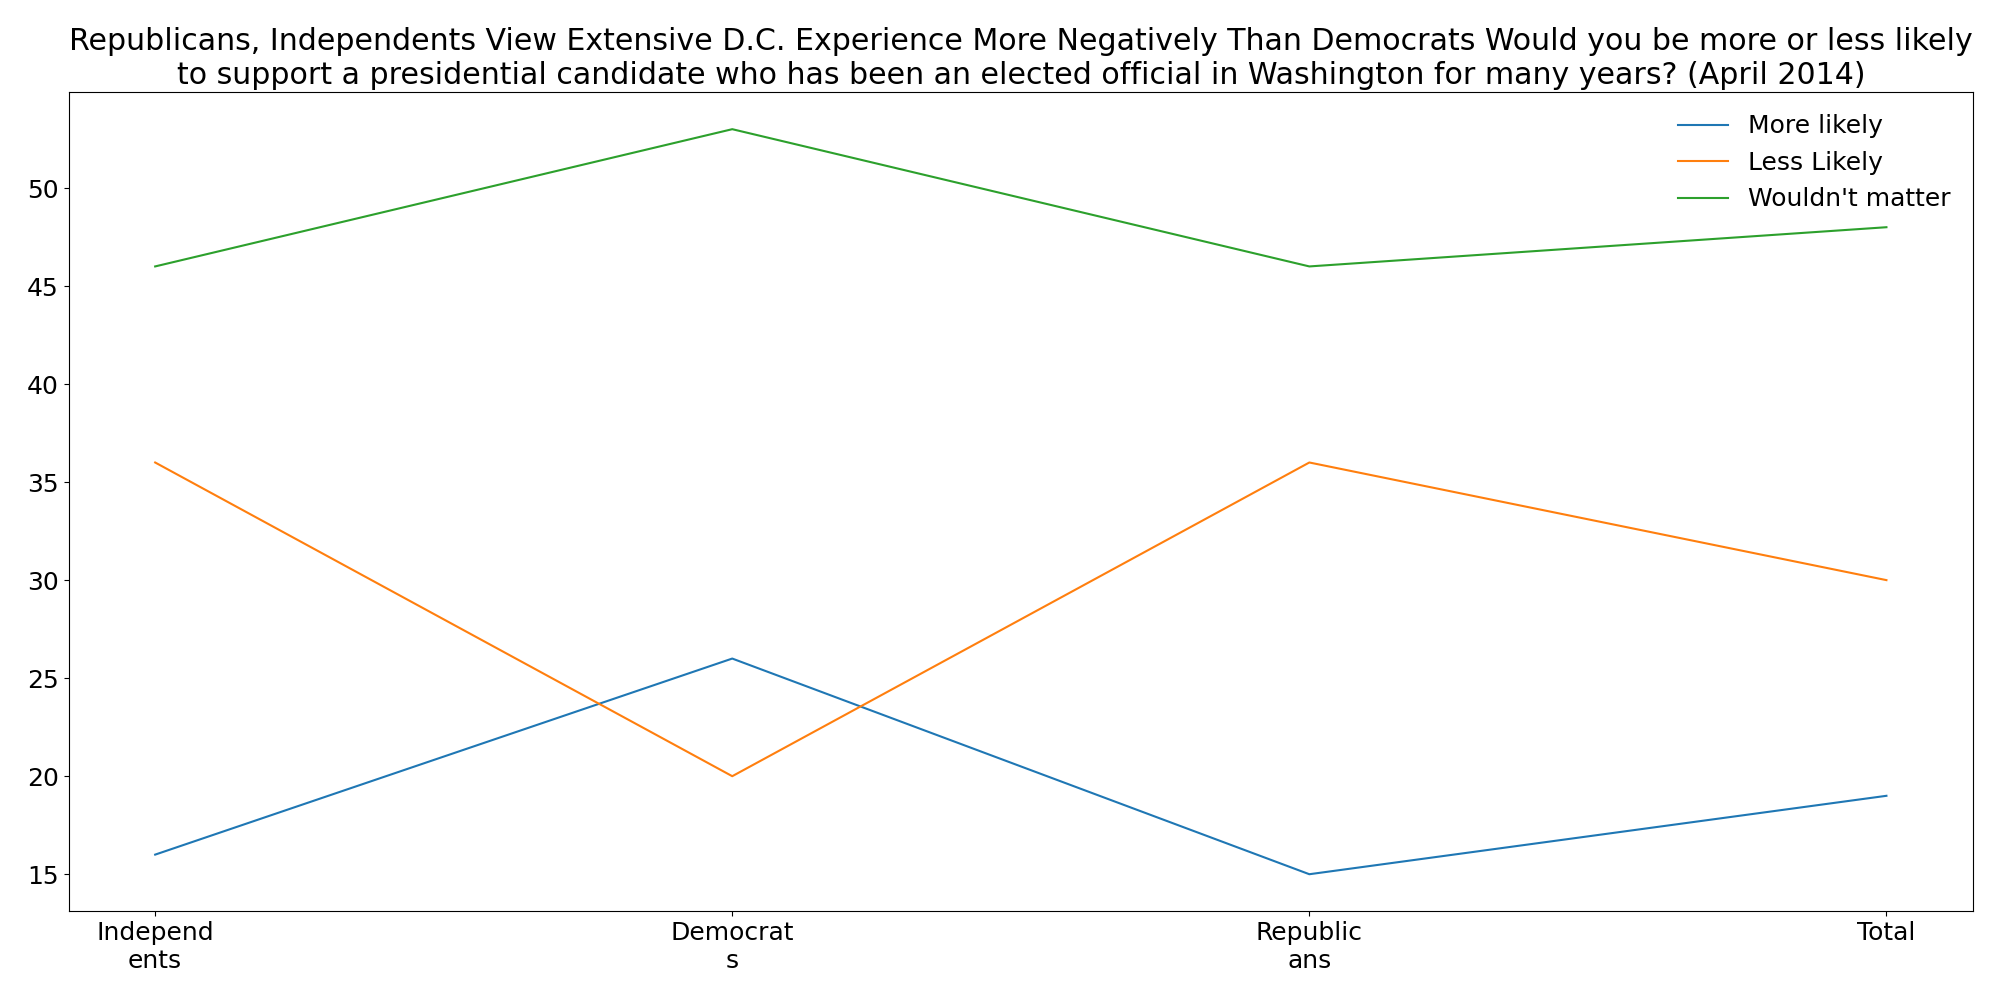 Republicans, Independents View Extensive D.C. Experience More Negatively Than Democrats Would you be more or less likely
to support a presidential candidate who has been an elected official in Washington for many years? (April 2014)
More likely
Less Likely
Wouldn't matter
50
45
40
35
30
25
20
15
Independ
ents
Democrat
s
Republic
ans
Total